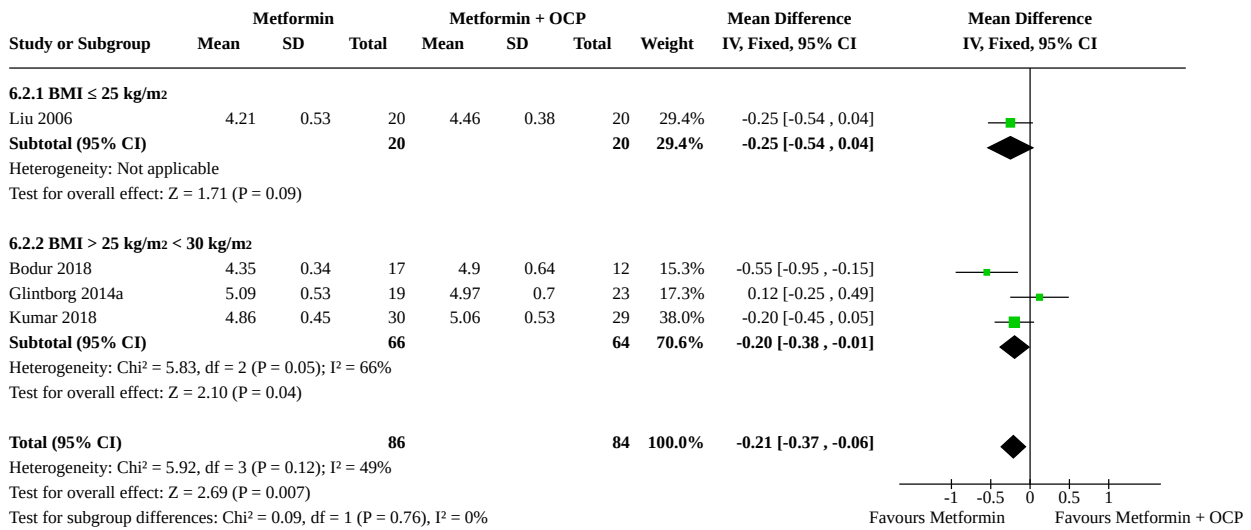 Metformin Metformin + OCP Mean Difference Mean Difference
Study or Subgroup Mean SD Total Mean SD Total Weight IV, Fixed, 95% CI IV, Fixed, 95% CI
6.2.1 BMI ≤ 25 kg/m2
Liu 2006 4.21 0.53 20 4.46 0.38 20 29.4% -0.25 [-0.54 , 0.04]
Subtotal (95% CI) 20 20 29.4% -0.25 [-0.54 , 0.04]
Heterogeneity: Not applicable
Test for overall effect: Z = 1.71 (P = 0.09)
6.2.2 BMI > 25 kg/m2 < 30 kg/m2
Bodur 2018 4.35 0.34 17 4.9 0.64 12 15.3% -0.55 [-0.95 , -0.15]
Glintborg 2014a 5.09 0.53 19 4.97 0.7 23 17.3% 0.12 [-0.25 , 0.49]
Kumar 2018 4.86 0.45 30 5.06 0.53 29 38.0% -0.20 [-0.45 , 0.05]
Subtotal (95% CI) 66 64 70.6% -0.20 [-0.38 , -0.01]
Heterogeneity: Chi² = 5.83, df = 2 (P = 0.05); I² = 66%
Test for overall effect: Z = 2.10 (P = 0.04)
Total (95% CI) 86 84 100.0% -0.21 [-0.37 , -0.06]
Heterogeneity: Chi² = 5.92, df = 3 (P = 0.12); I² = 49%
Test for overall effect: Z = 2.69 (P = 0.007) -1 -0.5 0 0.5 1
Test for subgroup differences: Chi² = 0.09, df = 1 (P = 0.76), I² = 0% Favours Metformin Favours Metformin + OCP